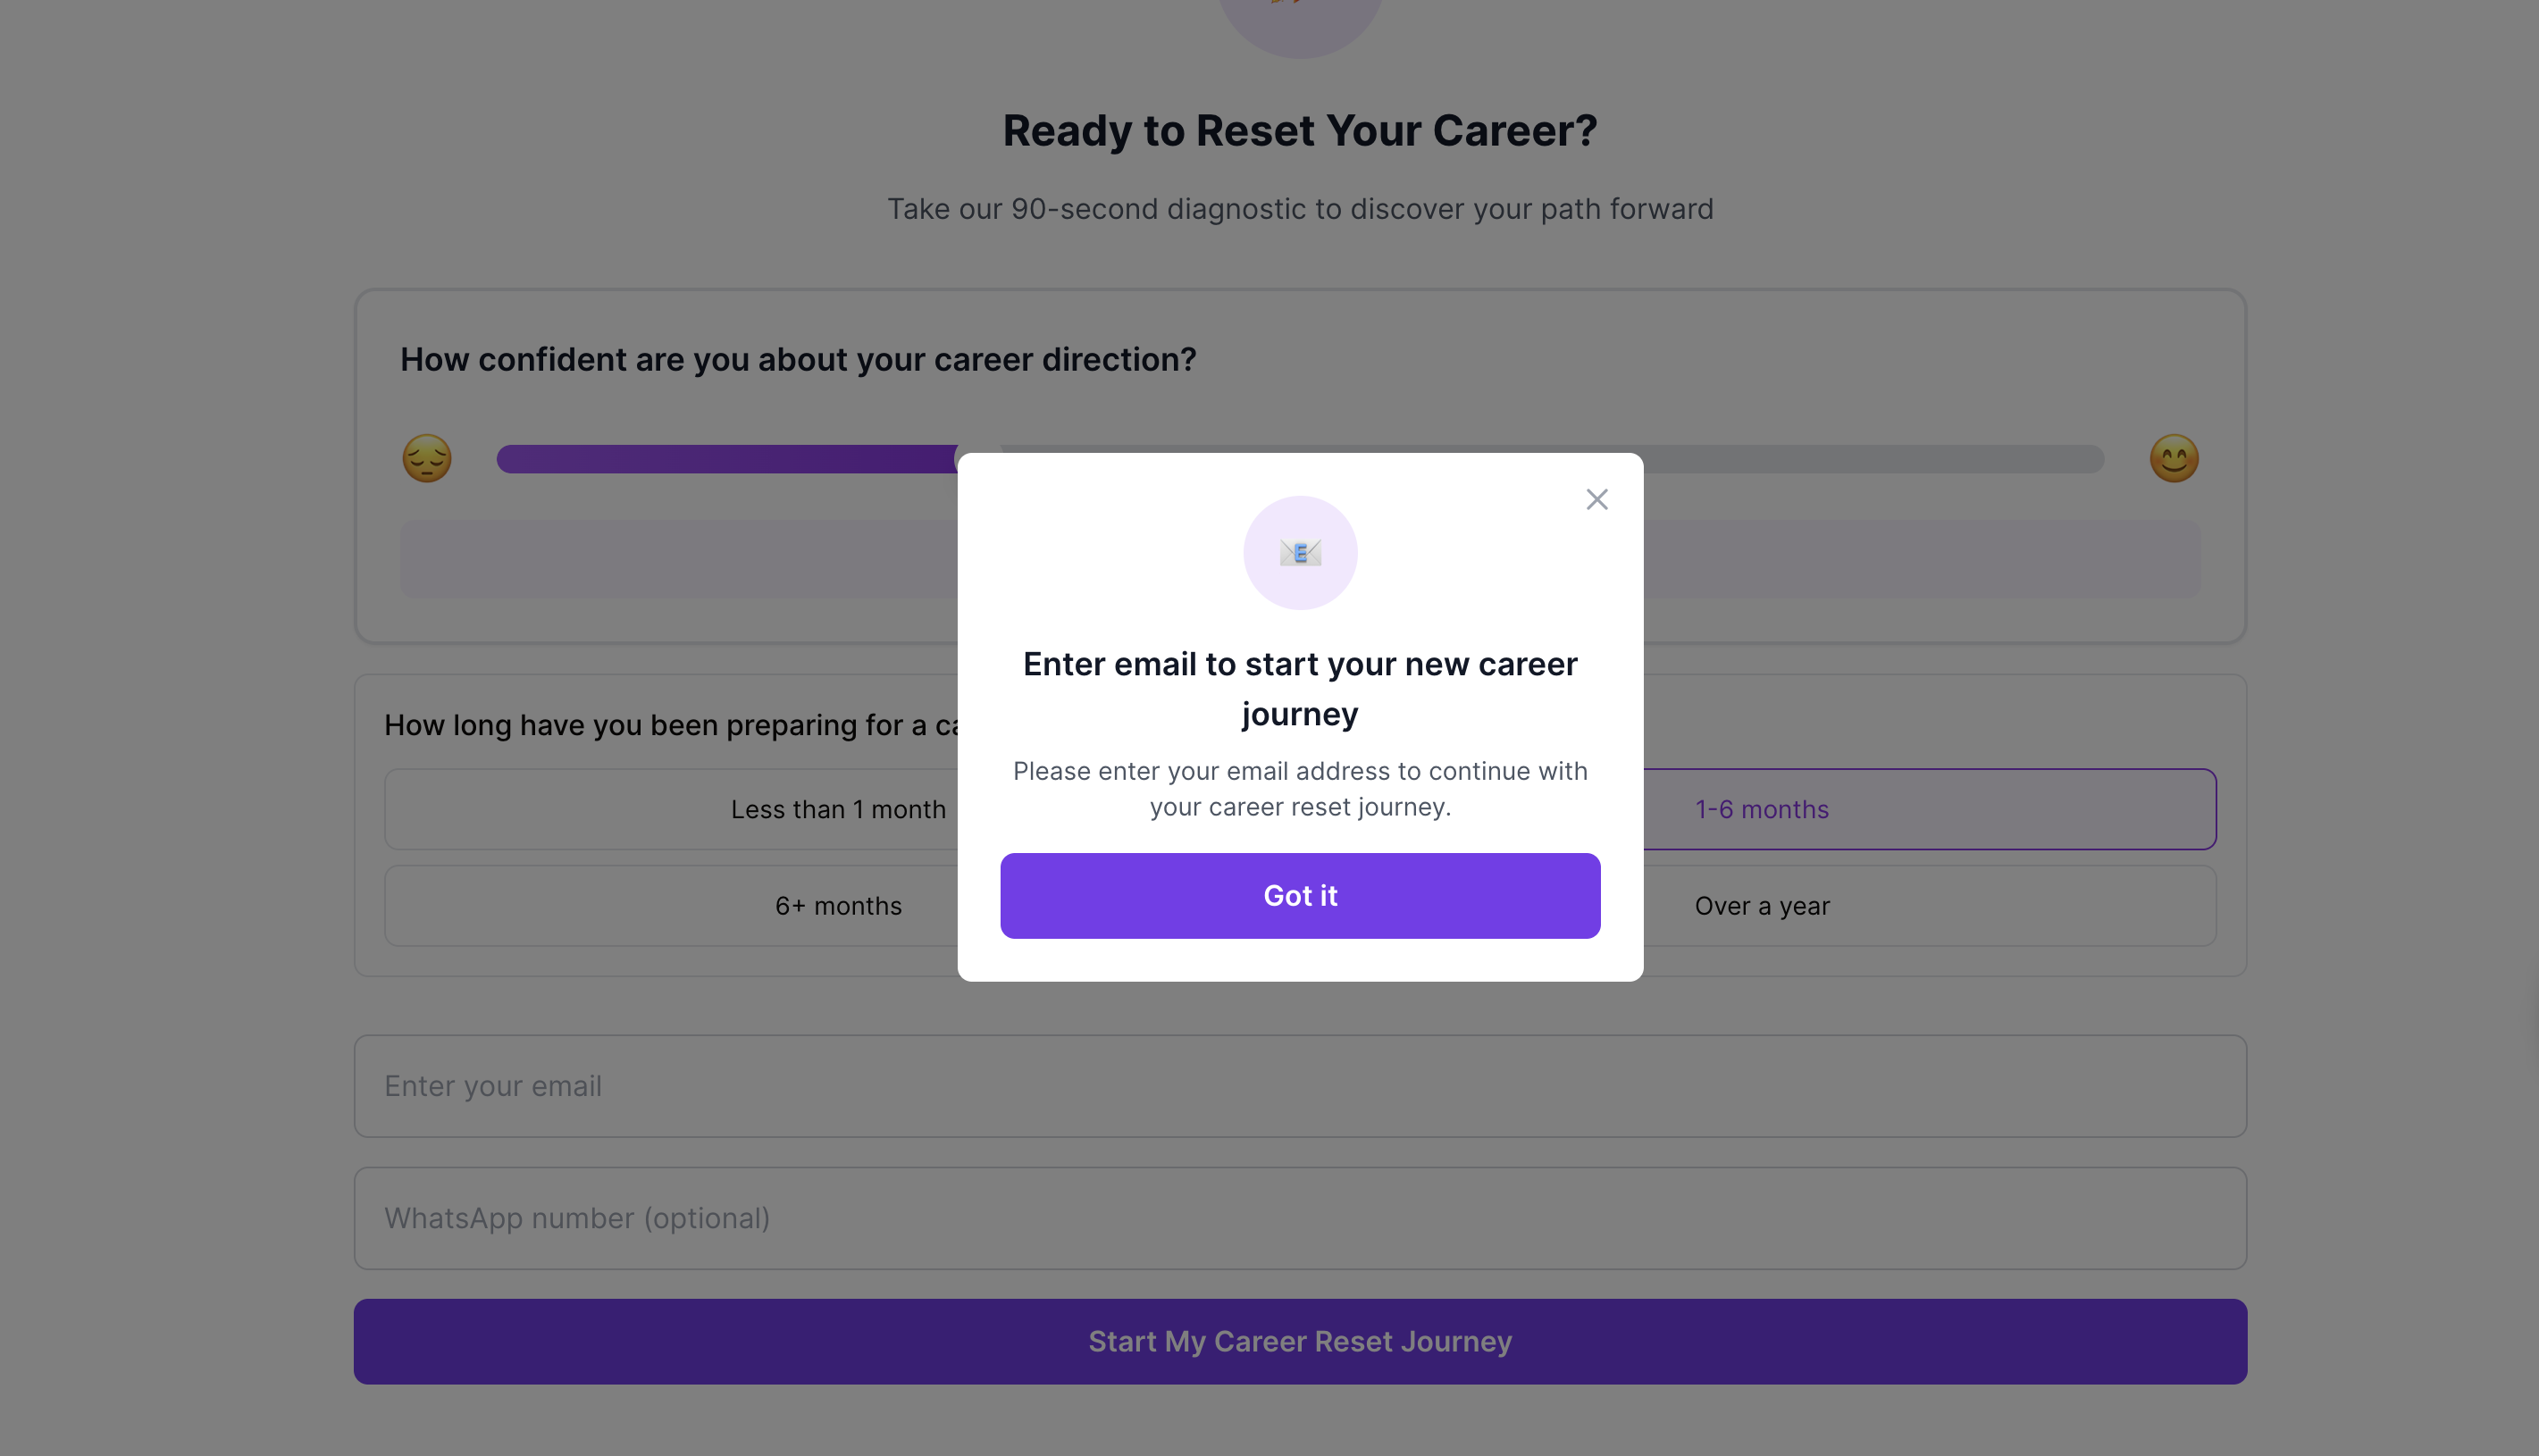 Ready to Reset Your Career?
Take our 90-second diagnostic to discover your path forward
How confident are you about your career direction?
Enter email to start your new career
journey
Please enter your email address to continue with
your career reset journey.
Got it
How long have you been preparing for a
Less than 1 month
1-6 months
6+ months
Over a year
Enter your email
WhatsApp number (optional)
Start My Career Reset Journey